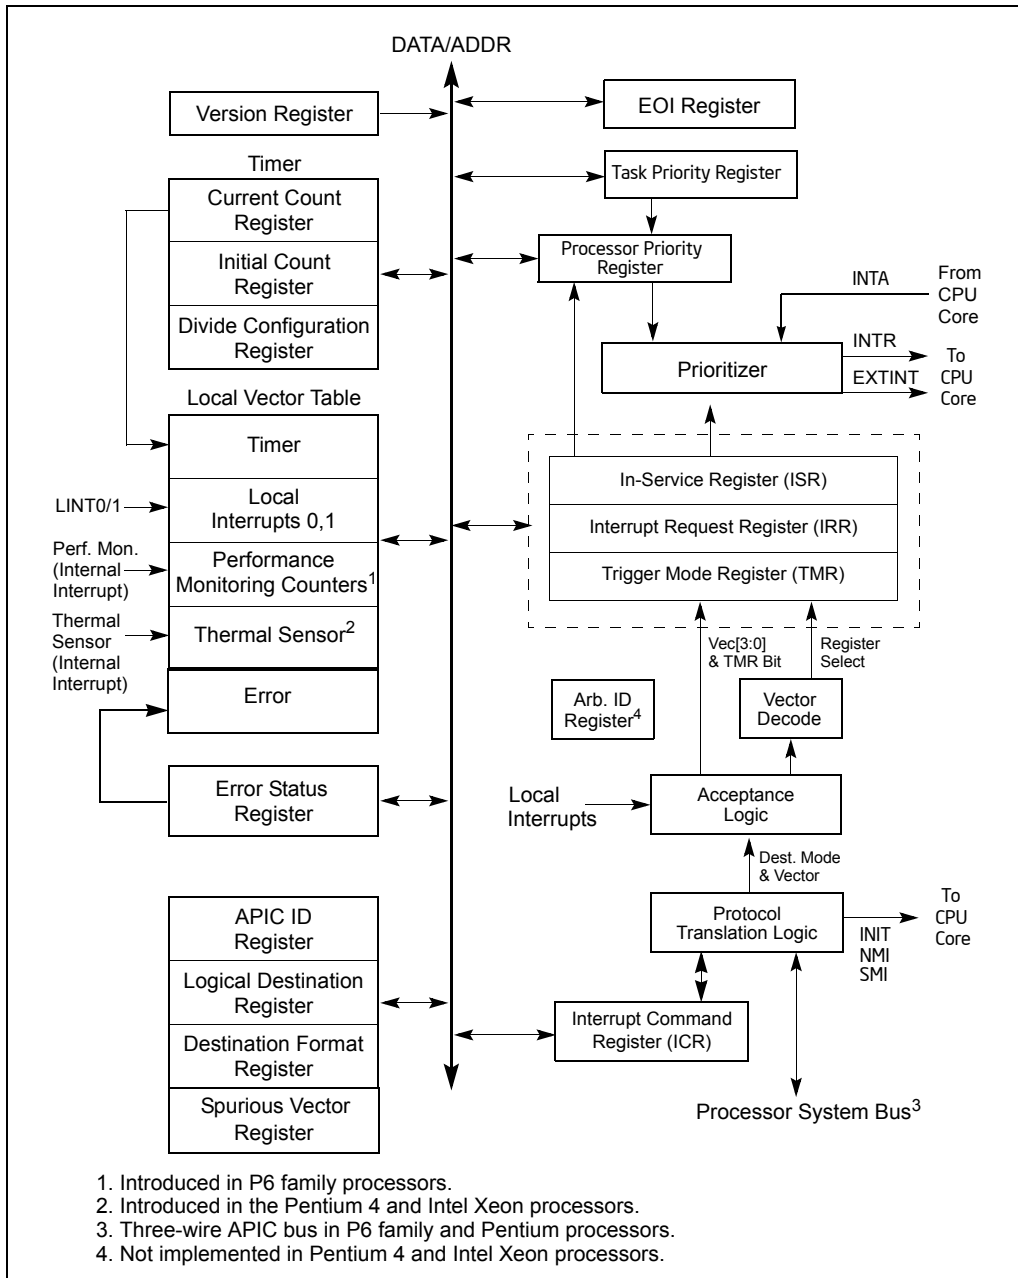 DATA/ADDR
Version Register
EOI Register
Timer
Current Count
Register
Initial Count
Register
Divide Configuration
Register
Task Priority Register
Processor Priority
Register
INTA
From
CPU
Core
Prioritizer
INTR
EXTINT
To
CPU
Core
Local Vector Table
Timer
Local
Interrupts 0,1
Performance
Monitoring Counters1
Thermal Sensor2
Error
LINT0/1
Perf. Mon.
(Internal
Interrupt)
Thermal
Sensor
(Internal
Interrupt)
In-Service Register (ISR)
Interrupt Request Register (IRR)
Trigger Mode Register (TMR)
Vec[3:0]
& TMR Bit
Register
Select
Arb. ID
Register4
Vector
Decode
Error Status
Register
Local
Interrupts
Acceptance
Logic
Dest. Mode
& Vector
Protocol
Translation Logic
INIT
NMI
SMI
To
CPU
Core
APIC ID
Register
Logical Destination
Register
Destination Format
Register
Spurious Vector
Register
Interrupt Command
Register (ICR)
Processor System Bus3
1. Introduced in P6 family processors.
2. Introduced in the Pentium 4 and Intel Xeon processors.
3. Three-wire APIC bus in P6 family and Pentium processors.
4. Not implemented in Pentium 4 and Intel Xeon processors.